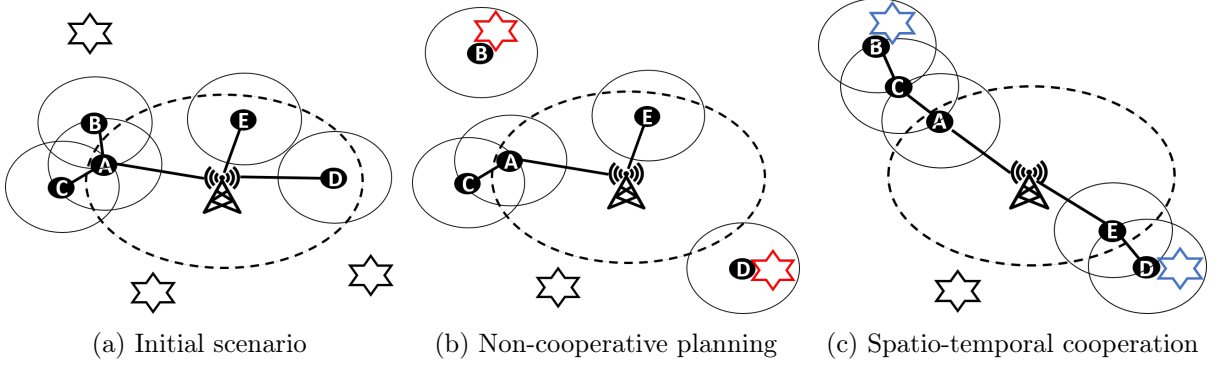 B
E
A
C
D
(a) Initial scenario
B
E
A
C
D
(b) Non-cooperative planning
B
C
A
E
D
(c) Spatio-temporal cooperation